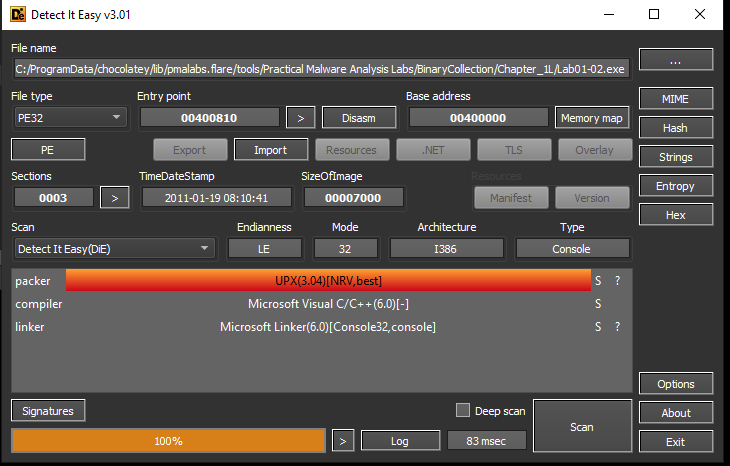 Detect It Easy v3.01
File name
C:/ProgramData/chocolatey/lib/pmalabs.flare/tools/Practical Malware Analysis Labs/BinaryCollection/Chapter_1L/Lab01-02.exe ...
File type Entry point Base address
PE32 00400810 > Disasm 00400000 Memory map MIME
PE Export Import Resources .NET TLS Overlay Hash
Sections TimeDateStamp SizeOfImage Resources Strings
0003 > 2011-01-19 08:10:41 00007000 Manifest Version Entropy
Scan Endianness Mode Architecture Type Hex
Detect It Easy(DiE) LE 32 I386 Console
packer UPX(3.04)[NRV,best] S ?
compiler Microsoft Visual C/C++(6.0)[-] S
linker Microsoft Linker(6.0)[Console32,console] S ?
Options
Signatures Deep scan Scan About
100% > Log 83 msec Exit